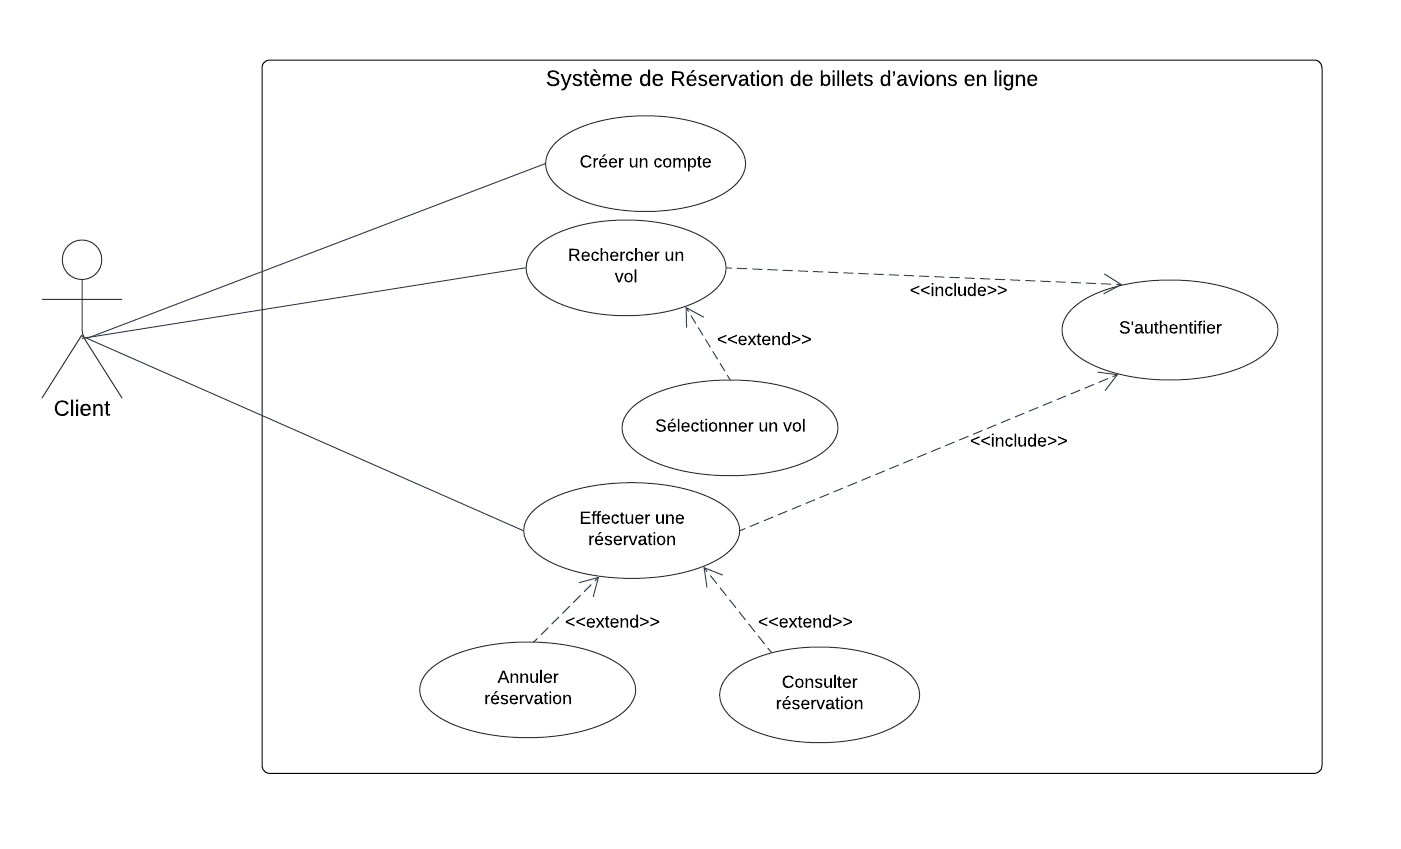 Système de Réservation de billets d’avions en ligne
Créer un compte
Rechercher un
vol
<<include>>
S'authentifier
<<extend>>
Client
Sélectionner un vol
<<include>>
Effectuer une
réservation
<<extend>>
<<extend>>
Annuler
réservation
Consulter
réservation